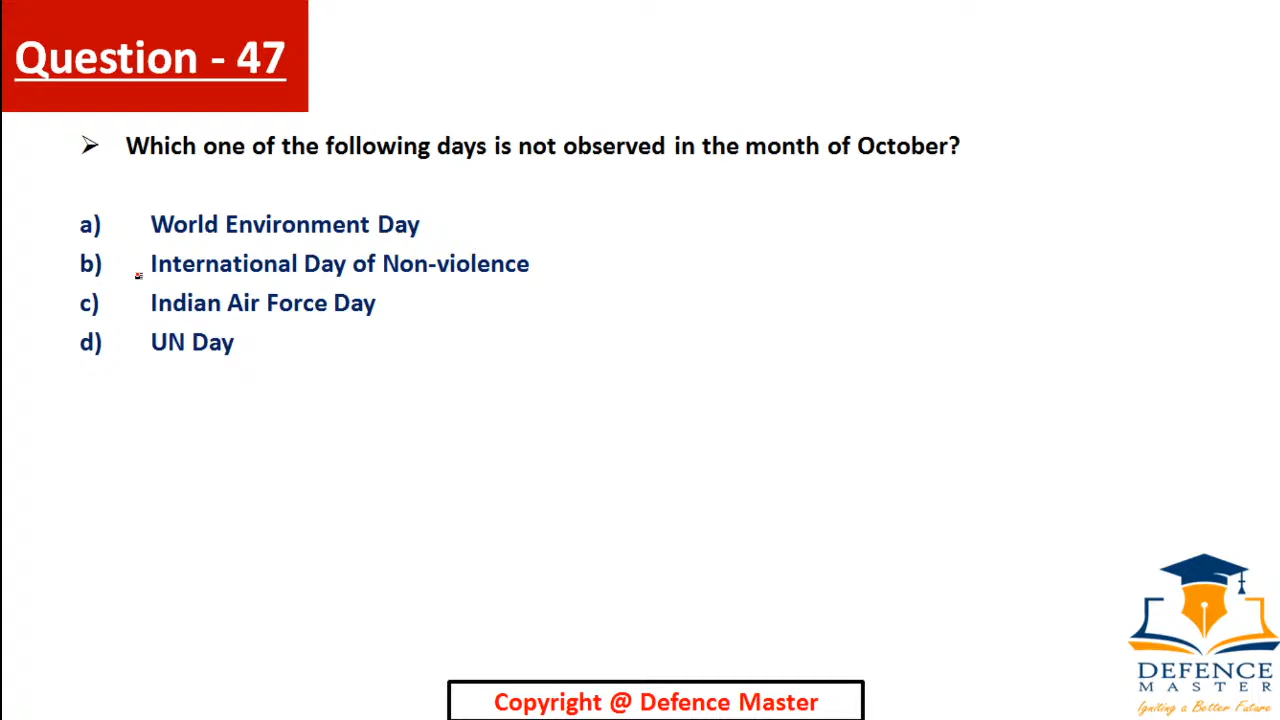 Question - 47
Which one of the following days is not observed in the month of October?
a) World Environment Day
b) International Day of Non-violence
c) Indian Air Force Day
d) UN Day
DEFENCE
MASTER
Igniting a Better Future
Copyright @ Defence Master